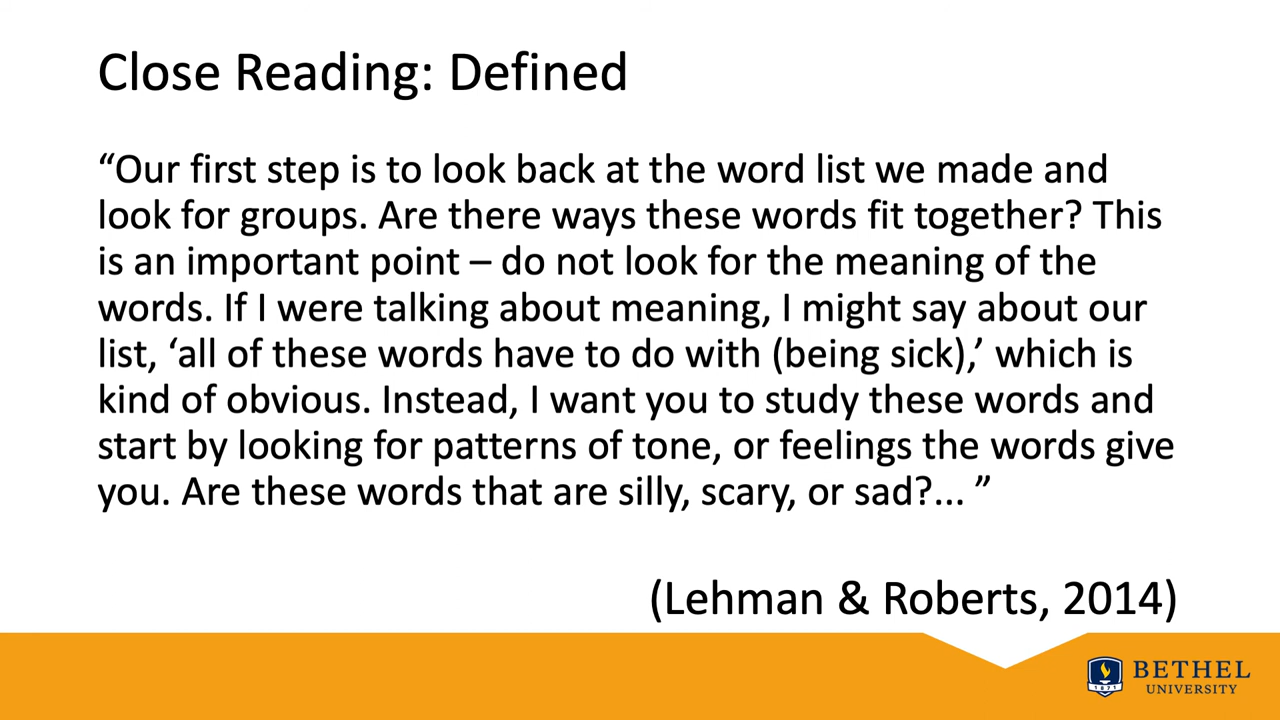 Close Reading: Defined
“Our first step is to look back at the word list we made and
look for groups. Are there ways these words fit together? This
is an important point – do not look for the meaning of the
words. If I were talking about meaning, I might say about our
list, ‘all of these words have to do with (being sick),’ which is
kind of obvious. Instead, I want you to study these words and
start by looking for patterns of tone, or feelings the words give
you. Are these words that are silly, scary, or sad?... ”
(Lehman & Roberts, 2014)
1871
BETHEL
UNIVERSITY